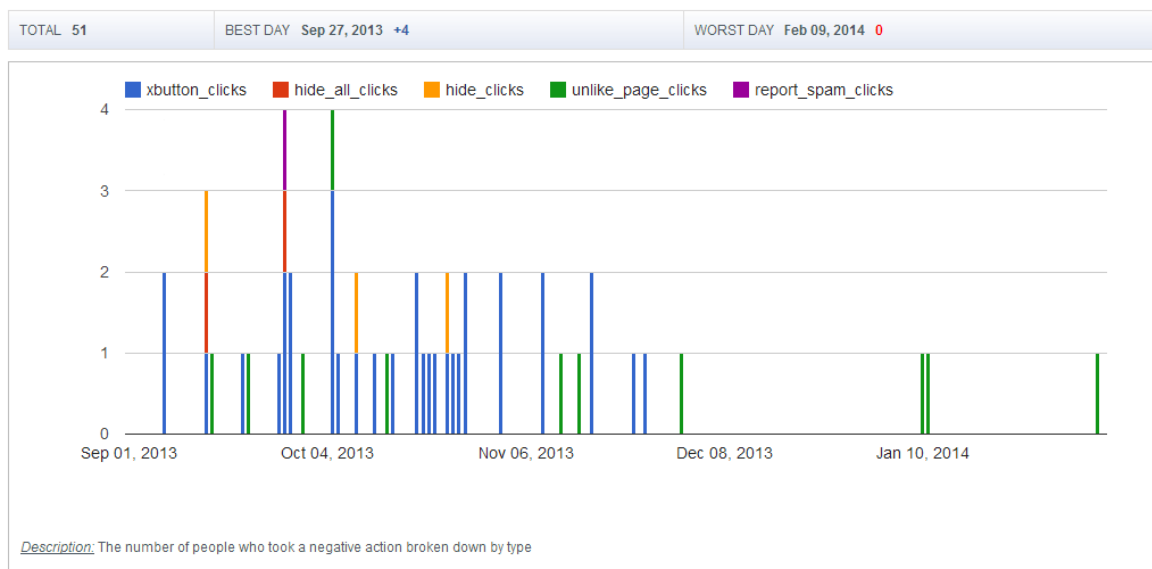 TOTAL 51 BEST DAY Sep 27, 2013 +4 WORST DAY Feb 09, 2014 0
xbutton_clicks hide_all_clicks hide_clicks unlike_page_clicks report_spam_clicks
4
3
2
1
0
Sep 01, 2013 Oct 04, 2013 Nov 06, 2013 Dec 08, 2013 Jan 10, 2014
Description: The number of people who took a negative action broken down by type